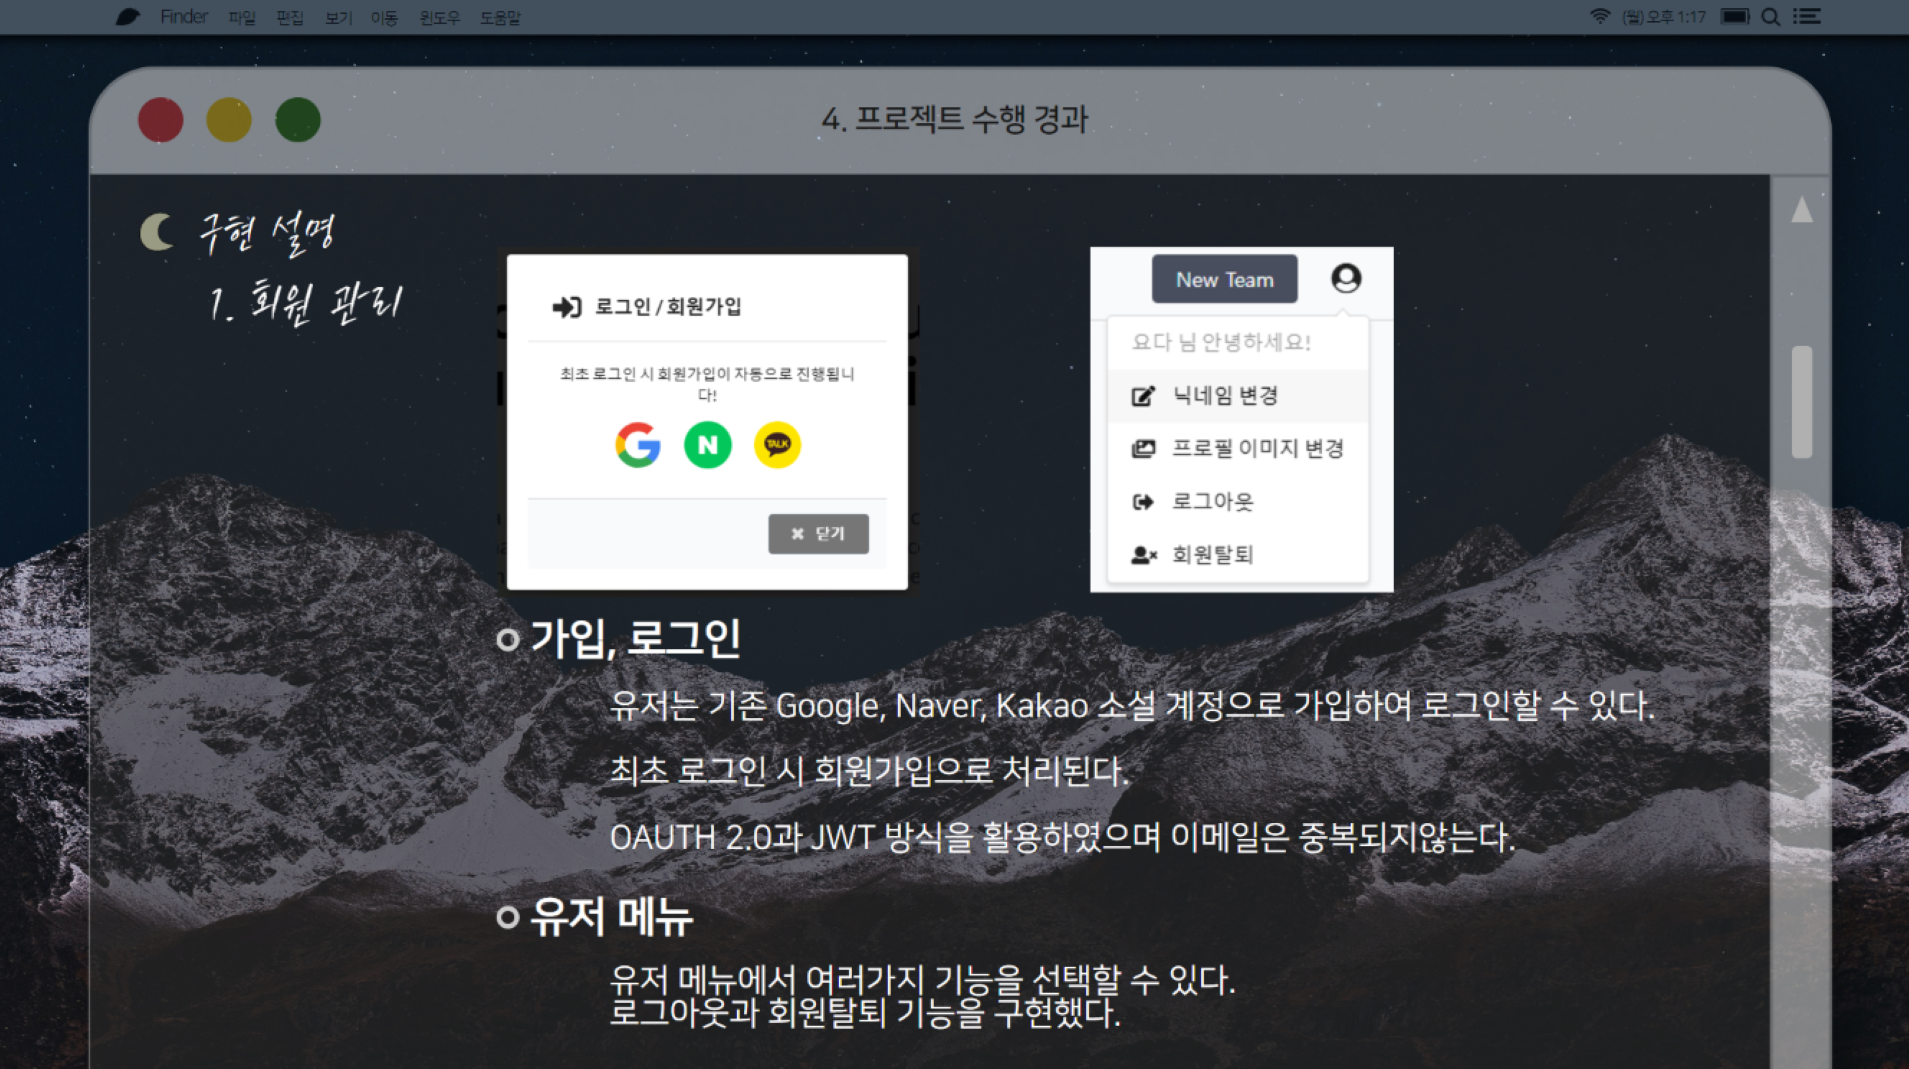 Finder 파일 편집 보기 이동 윈도우 도움말
(월)오후 1:17
4. 프로젝트 수행 경과
구현 설명
1. 회원 관리
로그인 / 회원가입
최초 로그인 시 회원가입이 자동으로 진행됩니
다!
N
TALK
닫기
New Team
요다 님 안녕하세요!
닉네임 변경
프로필 이미지 변경
로그아웃
회원탈퇴
가입, 로그인
유저는 기존 Google, Naver, Kakao 소셜 계정으로 가입하여 로그인할 수 있다.
최초 로그인 시 회원가입으로 처리된다.
OAUTH 2.0과 JWT 방식을 활용하였으며 이메일은 중복되지않는다.
유저 메뉴
유저 메뉴에서 여러가지 기능을 선택할 수 있다.
로그아웃과 회원탈퇴 기능을 구현했다.